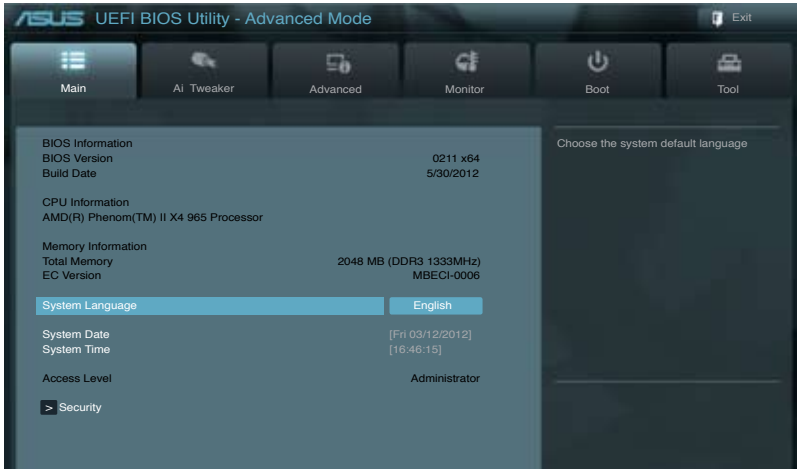 ASUS UEFI BIOS Utility - Advanced Mode
Exit
Main
Ai Tweaker
Advanced
Monitor
Boot
Tool
BIOS Information
BIOS Version 0211 x64
Build Date 5/30/2012
CPU Information
AMD(R) Phenom(TM) II X4 965 Processor
Memory Information
Total Memory 2048 MB (DDR3 1333MHz)
EC Version MBECI-0006
System Language English
System Date [Fri 03/12/2012]
System Time [16:46:15]
Access Level Administrator
> Security
Choose the system default language